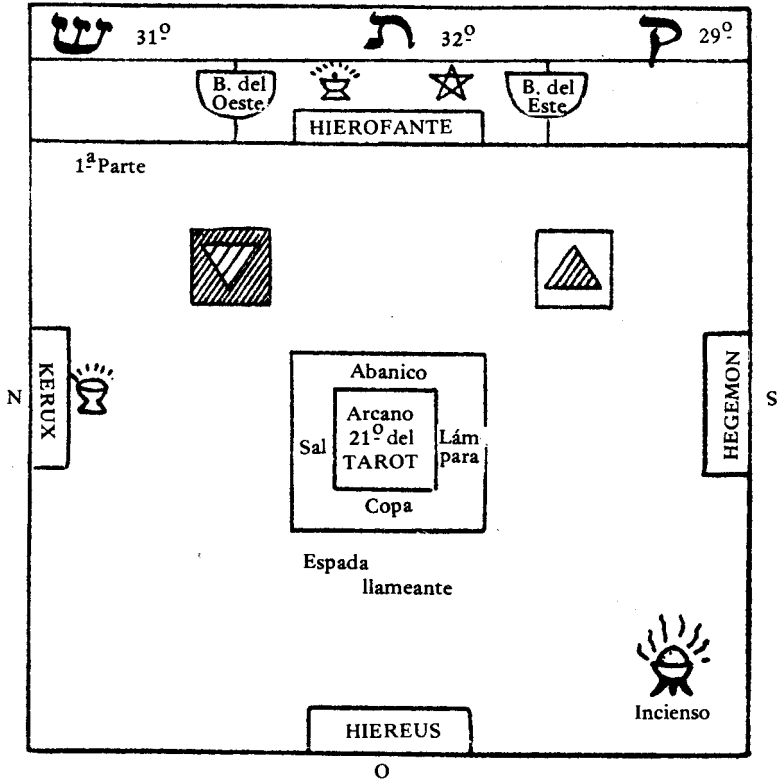 ש 31º ת 32º ק 29º
B. del
Oeste
B. del
Este
HIEROFANTE
1ª Parte
KERUX
N
HEGEMON
S
Abanico
Arcano
21º del
TAROT
Sal
Lám
para
Copa
Espada
llameante
Incienso
HIEREUS
O